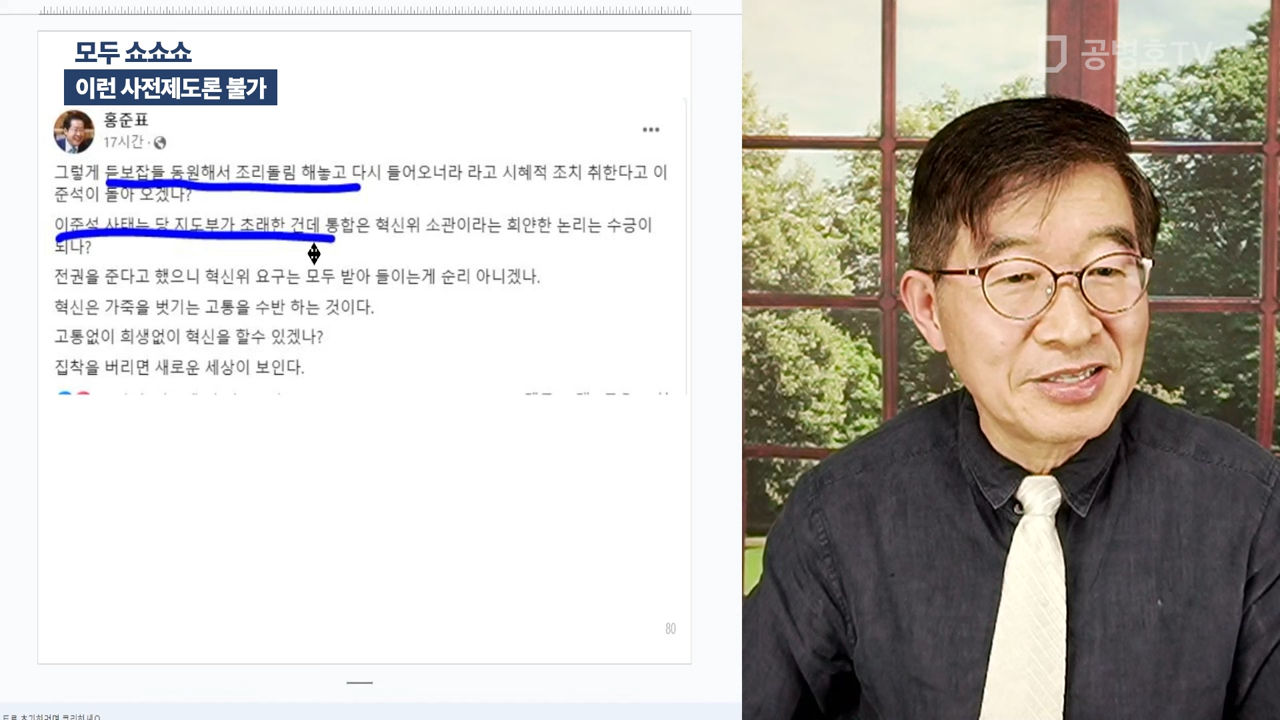 모두 쇼쇼쇼
이런 사전제도론 불가
공병호TV
홍준표
17시간
그렇게 듣보잡들 동원해서 조리돌림 해놓고 다시 들어오너라 라고 시혜적 조치 취한다고 이
준석이 돌아 오겠나?
이준석 사태는 당 지도부가 초래한 건데 통합은 혁신위 소관이라는 희얀한 논리는 수긍이
되나?
전권을 준다고 했으니 혁신위 요구는 모두 받아 들이는게 순리 아니겠나.
혁신은 가죽을 벗기는 고통을 수반 하는 것이다.
고통없이 희생없이 혁신을 할수 있겠나?
집착을 버리면 새로운 세상이 보인다.
80